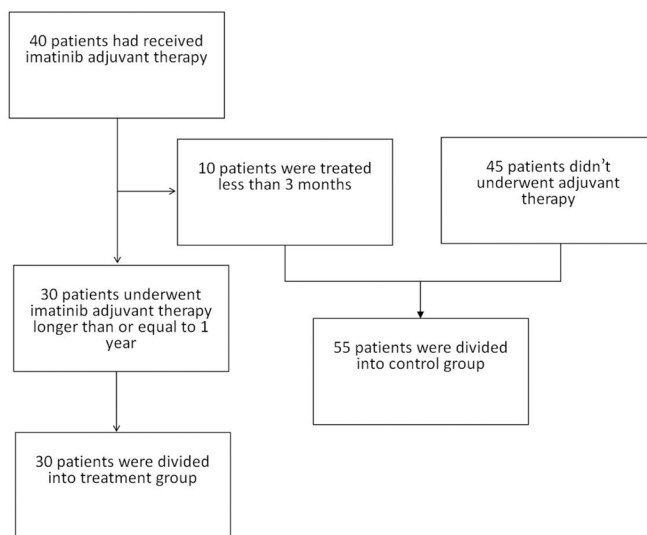 40 patients had received
imatinib adjuvant therapy
10 patients were treated
less than 3 months
45 patients didn’t
underwent adjuvant
therapy
30 patients underwent
imatinib adjuvant therapy
longer than or equal to 1
year
55 patients were divided
into control group
30 patients were divided
into treatment group